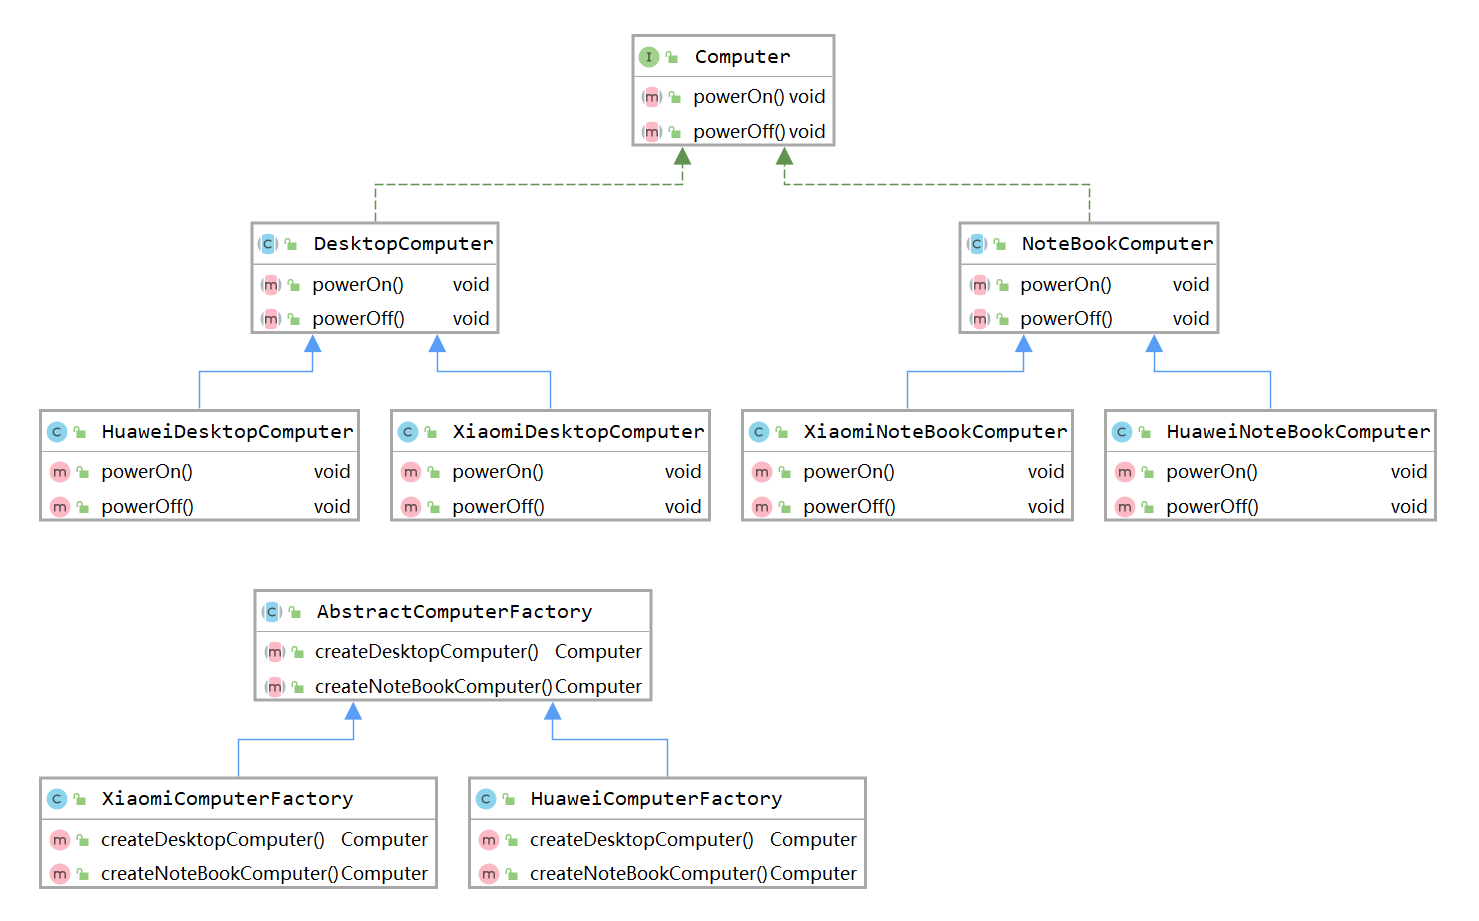 I Computer
m powerOn() void
m powerOff() void
C DesktopComputer
m powerOn() void
m powerOff() void
C NoteBookComputer
m powerOn() void
m powerOff() void
C HuaweiDesktopComputer
m powerOn() void
m powerOff() void
C XiaomiDesktopComputer
m powerOn() void
m powerOff() void
C XiaomiNoteBookComputer
m powerOn() void
m powerOff() void
C HuaweiNoteBookComputer
m powerOn() void
m powerOff() void
C AbstractComputerFactory
m createDesktopComputer() Computer
m createNoteBookComputer() Computer
C XiaomiComputerFactory
m createDesktopComputer() Computer
m createNoteBookComputer() Computer
C HuaweiComputerFactory
m createDesktopComputer() Computer
m createNoteBookComputer() Computer